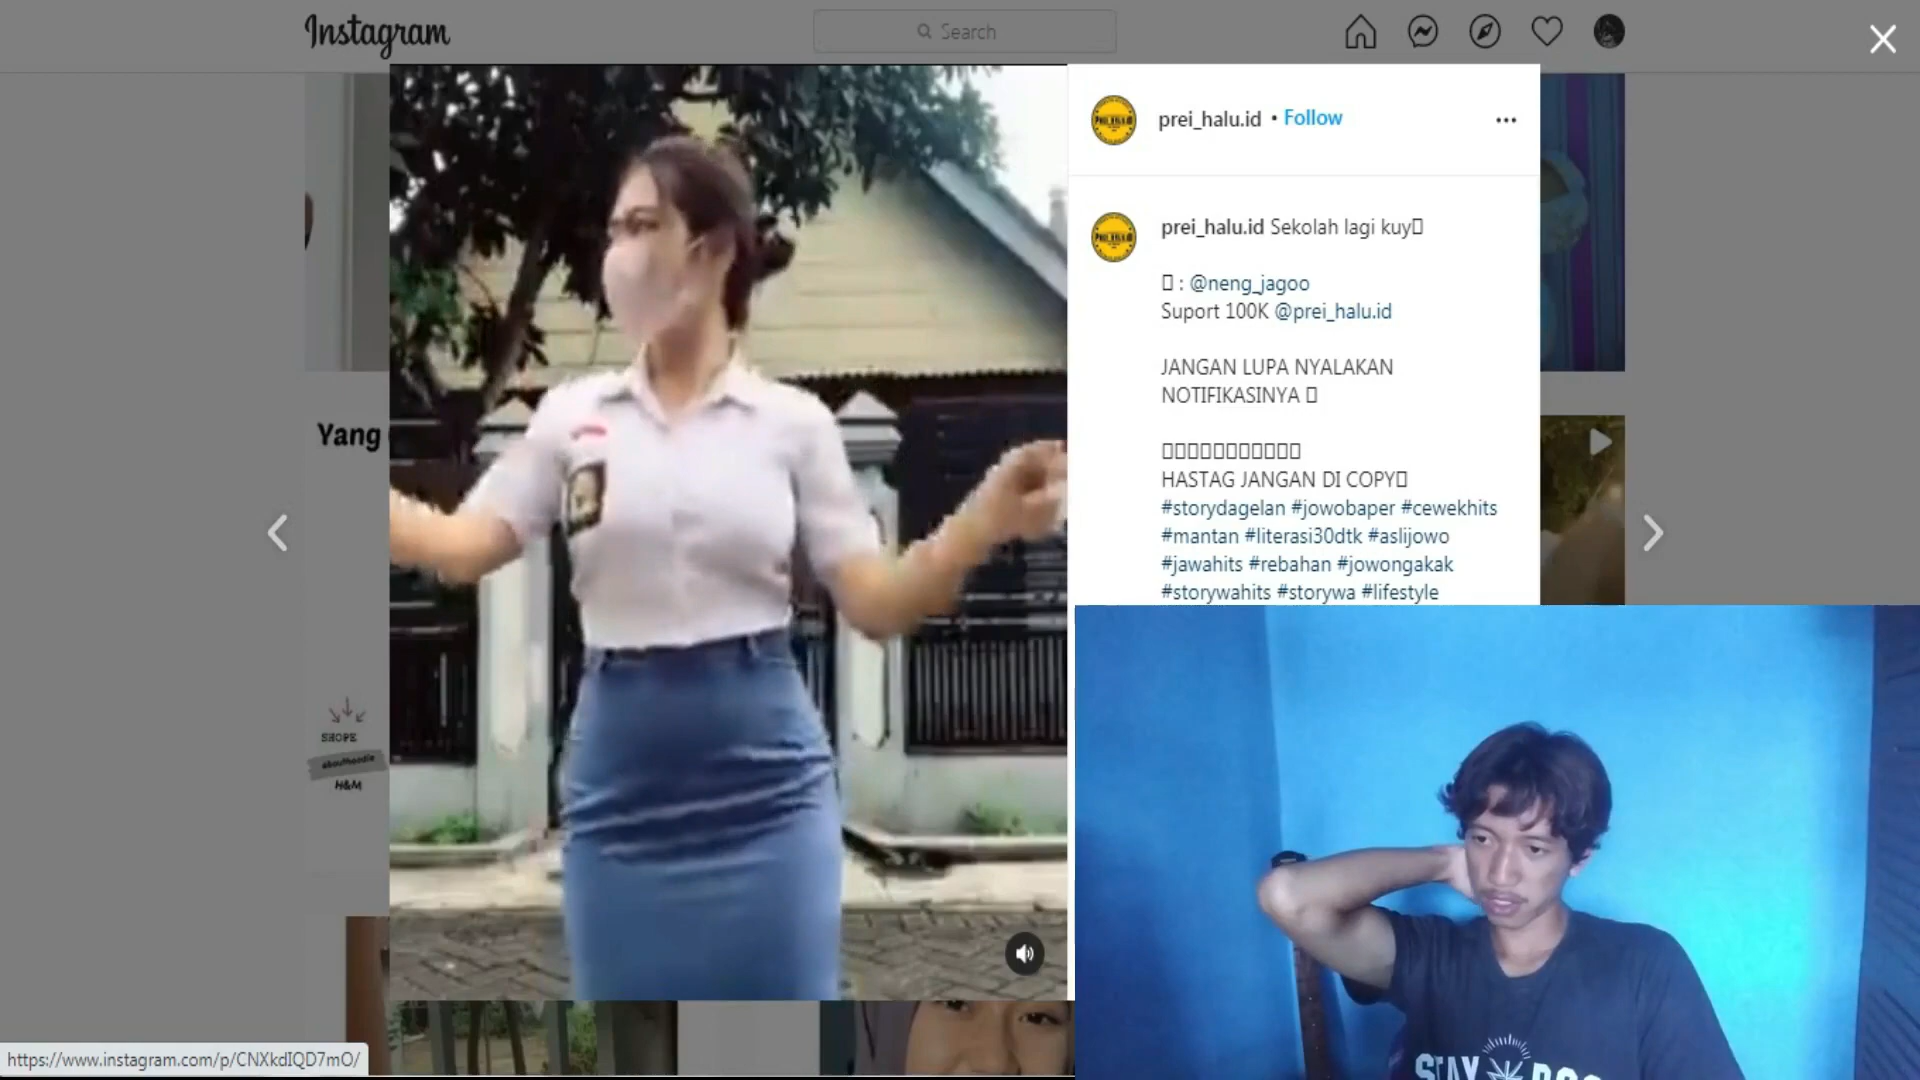 Instagram
Search
prei_halu.id • Follow
prei_halu.id Sekolah lagi kuy
: @neng_jagoo
Suport 100K @prei_halu.id
JANGAN LUPA NYALAKAN
NOTIFIKASINYA
HASTAG JANGAN DI COPY
#storydagelan #jowobaper #cewekhits
#mantan #literasi30dtk #aslijowo
#jawahits #rebahan #jowongakak
#storywahits #storywa #lifestyle
Yang
SHOPE
abouthoodie
H&M
STAY
https://www.instagram.com/p/CNXkdIQD7mO/